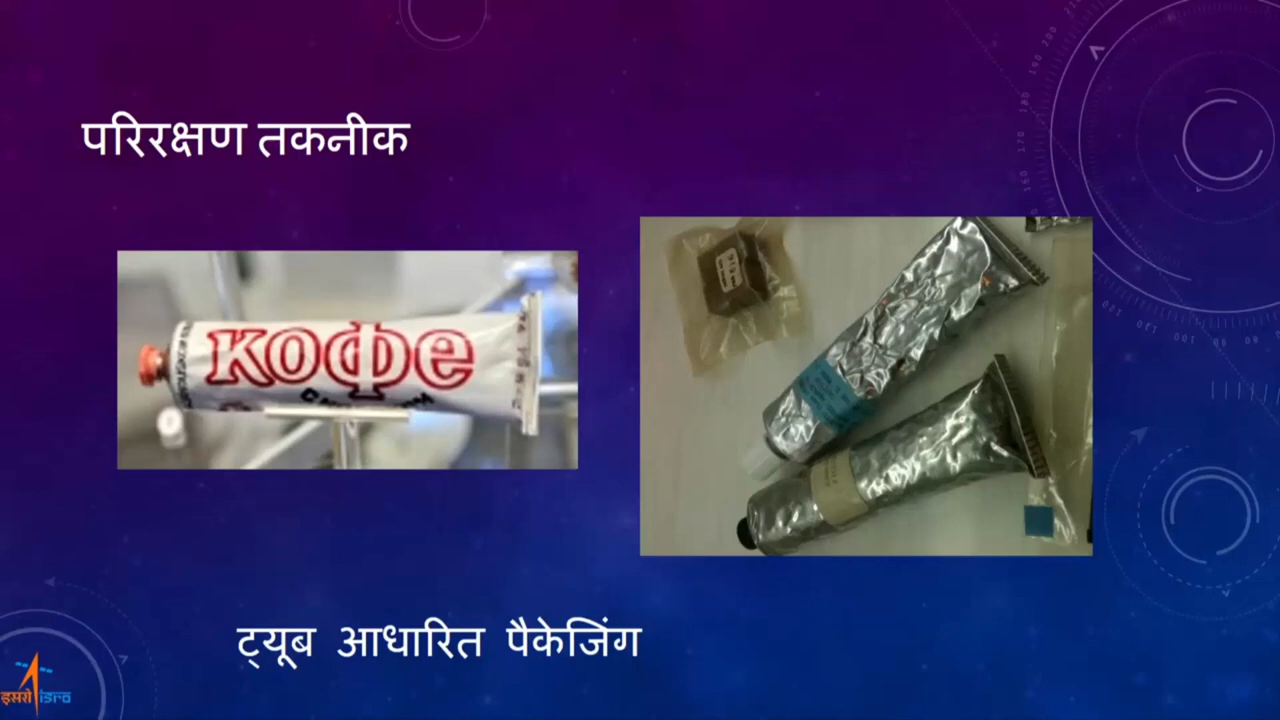 परिरक्षण तकनीक
кофе
ट्यूब आधारित पैकेजिंग
इसरो isro